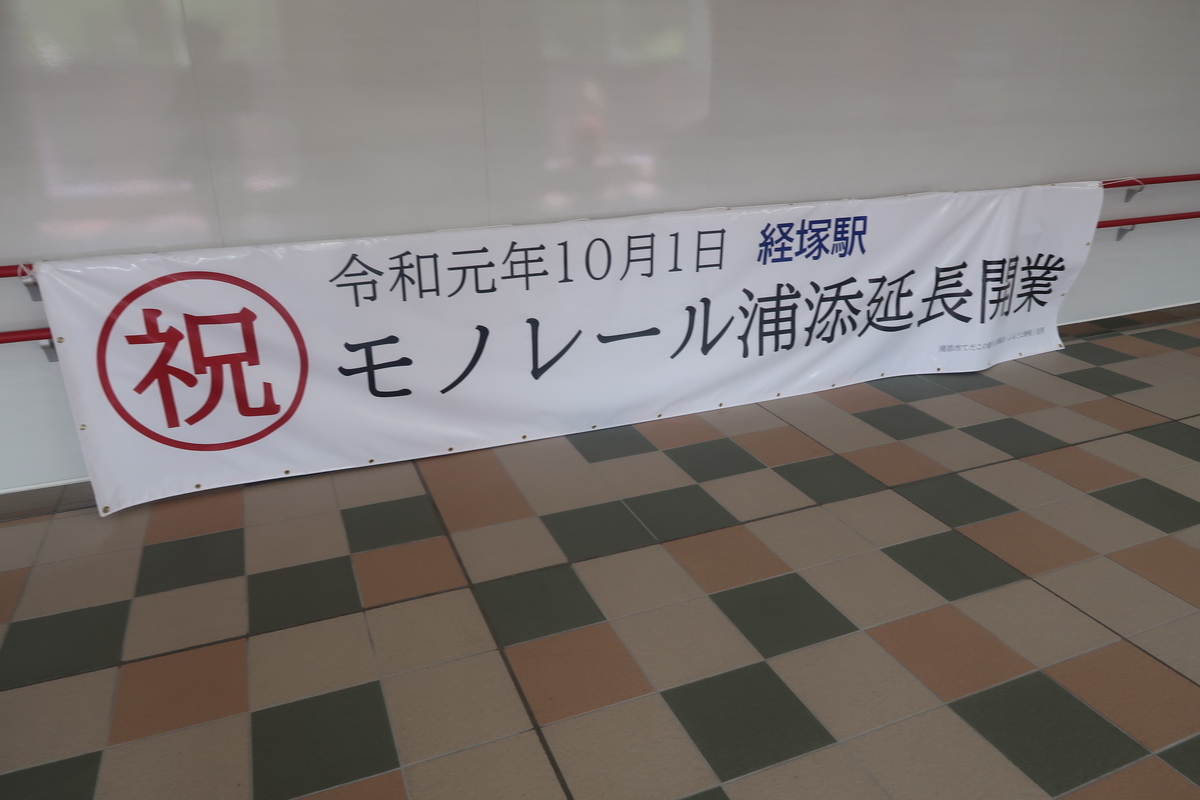 祝
令和元年10月1日 経塚駅
モノレール浦添延長開業